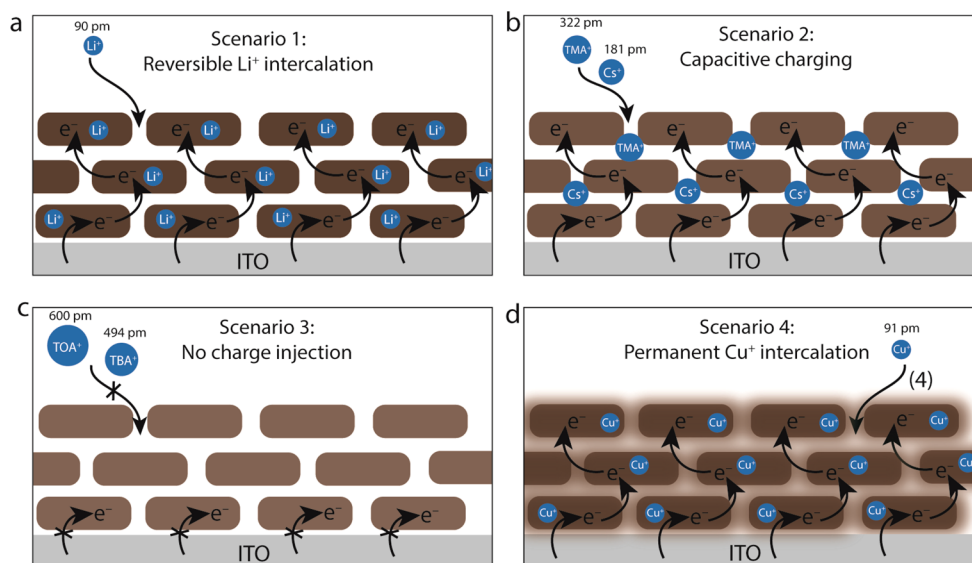 a
90 pm
Li⁺
Scenario 1:
Reversible Li⁺ intercalation
e⁻ Li⁺ e⁻ Li⁺ e⁻ Li⁺ e⁻ Li⁺
e⁻ Li⁺ e⁻ Li⁺ e⁻ Li⁺ e⁻ Li⁺
Li⁺ e⁻ Li⁺ e⁻ Li⁺ e⁻ Li⁺ e⁻
ITO
b
322 pm
TMA⁺
181 pm
Cs⁺
Scenario 2:
Capacitive charging
e⁻ e⁻ e⁻ e⁻
TMA⁺ TMA⁺ TMA⁺
e⁻ e⁻ e⁻ e⁻
Cs⁺ Cs⁺ Cs⁺ Cs⁺
e⁻ e⁻ e⁻ e⁻
ITO
c
600 pm
TOA⁺
494 pm
TBA⁺
Scenario 3:
No charge injection
e⁻ e⁻ e⁻ e⁻
ITO
d
Scenario 4:
Permanent Cu⁺ intercalation
91 pm
Cu⁺
(4)
e⁻ Cu⁺ e⁻ Cu⁺ e⁻ Cu⁺ e⁻ Cu⁺
e⁻ Cu⁺ e⁻ Cu⁺ e⁻ Cu⁺ e⁻ Cu⁺
Cu⁺ e⁻ Cu⁺ e⁻ Cu⁺ e⁻ Cu⁺ e⁻
ITO